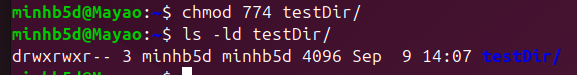 minhb5d@Mayao:~$ chmod 774 testDir/
minhb5d@Mayao:~$ ls -ld testDir/
drwxrwxr-- 3 minhb5d minhb5d 4096 Sep  9 14:07 testDir/